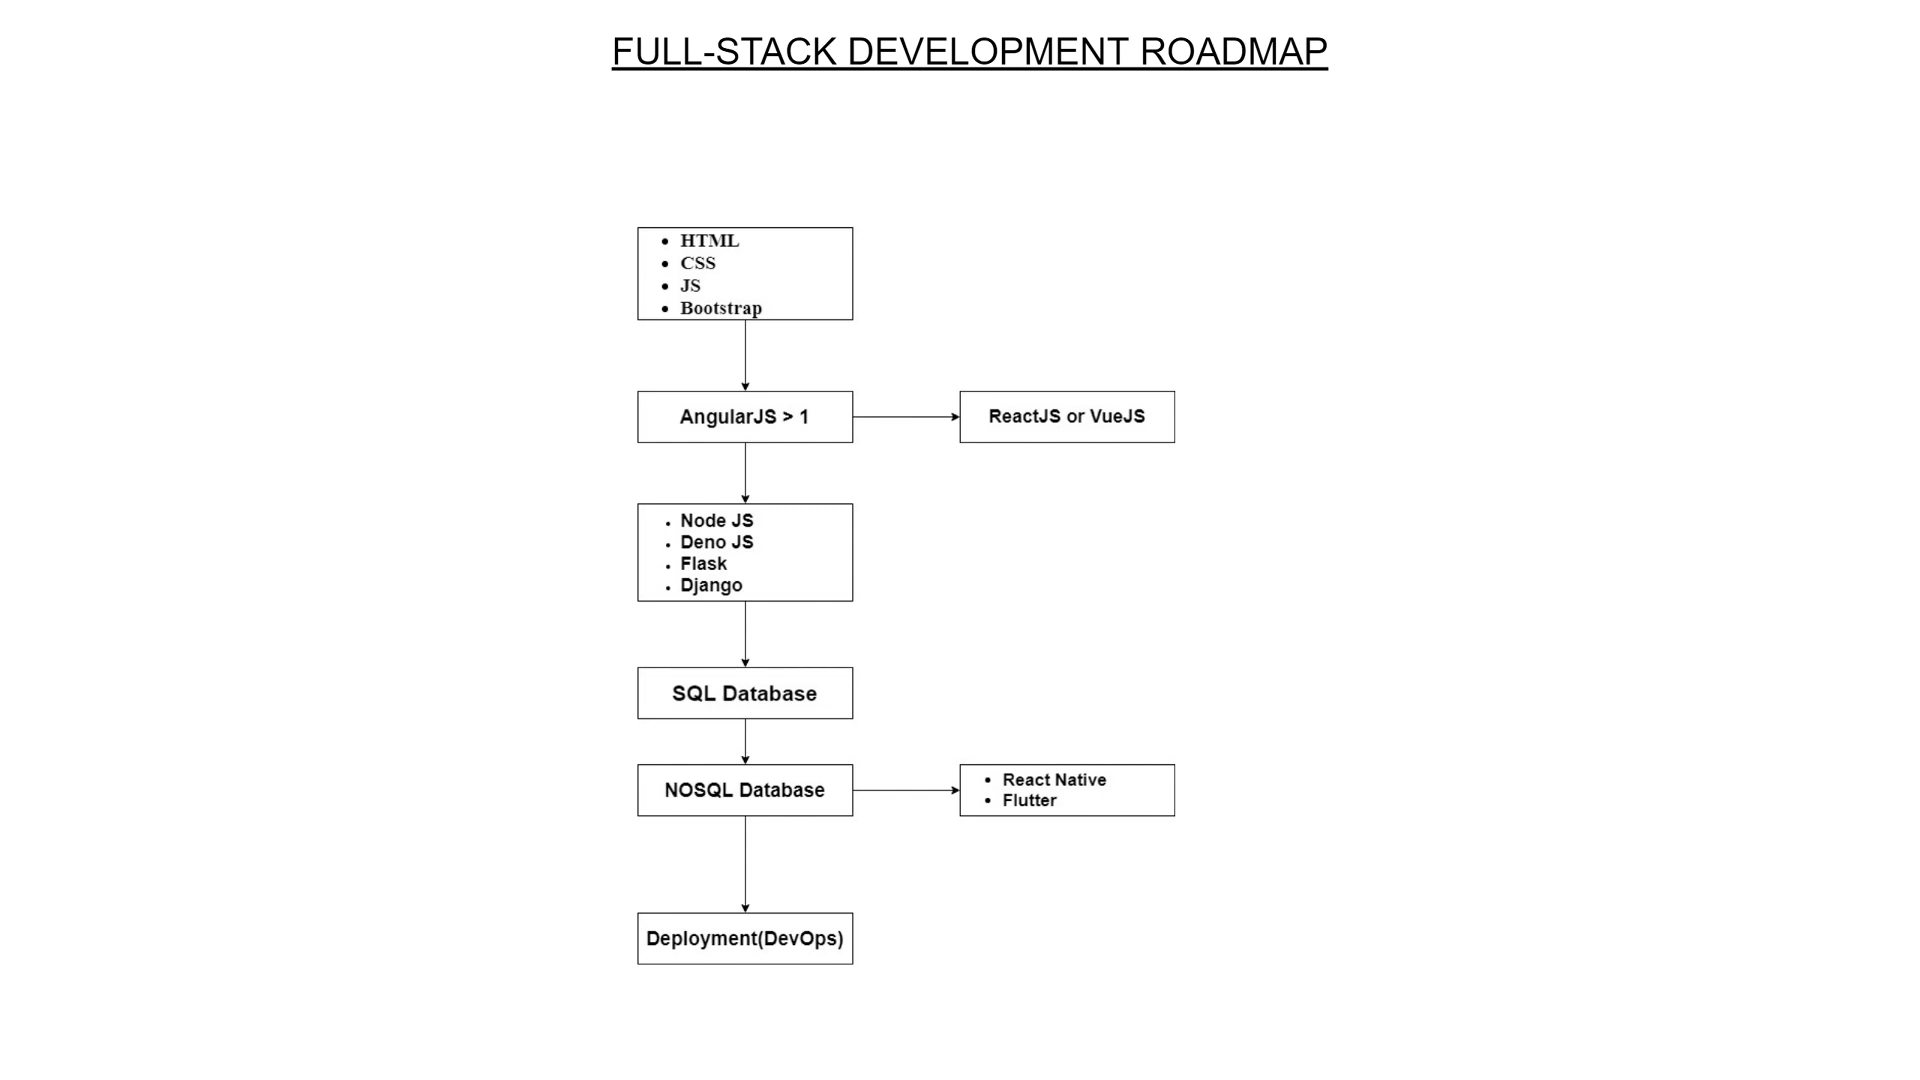 FULL-STACK DEVELOPMENT ROADMAP
• HTML
• CSS
• JS
• Bootstrap
AngularJS > 1
ReactJS or VueJS
• Node JS
• Deno JS
• Flask
• Django
SQL Database
NOSQL Database
• React Native
• Flutter
Deployment(DevOps)